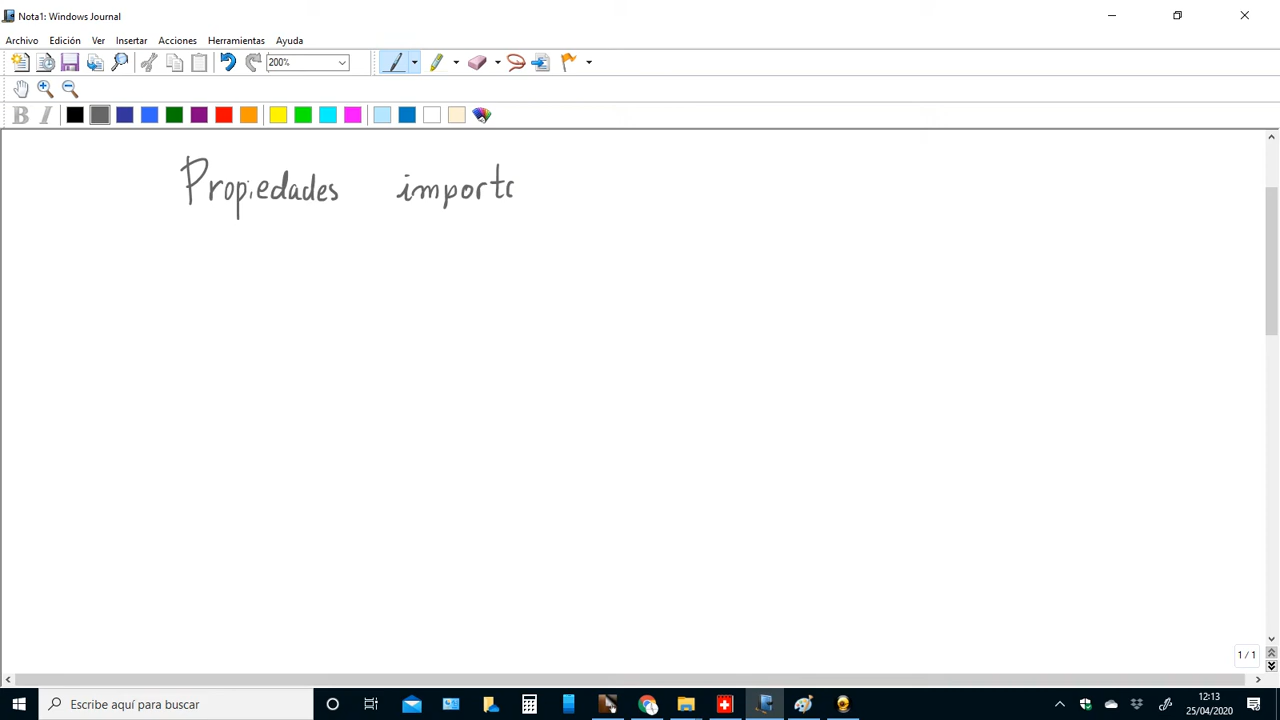 Nota1: Windows Journal
Archivo Edición Ver Insertar Acciones Herramientas Ayuda
200%
B I
Propiedades importa
1 / 1
Escribe aquí para buscar
12:13
25/04/2020